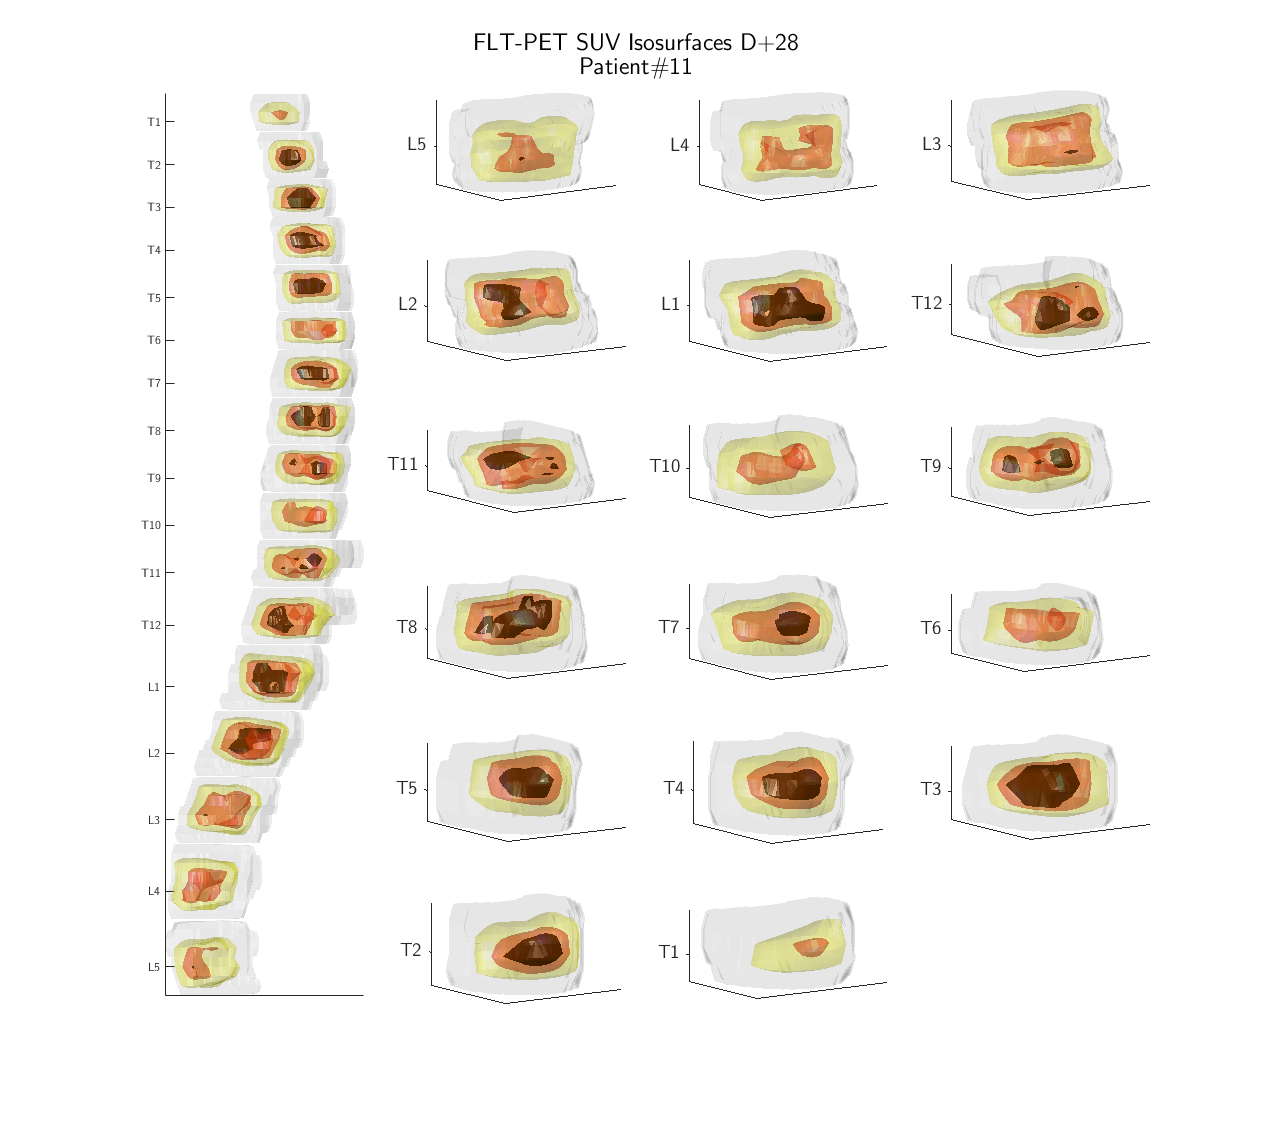 FLT-PET SUV Isosurfaces D+28
Patient#11
T1
T2
T3
T4
T5
T6
T7
T8
T9
T10
T11
T12
L1
L2
L3
L4
L5
L5 L4 L3
L2 L1 T12
T11 T10 T9
T8 T7 T6
T5 T4 T3
T2 T1